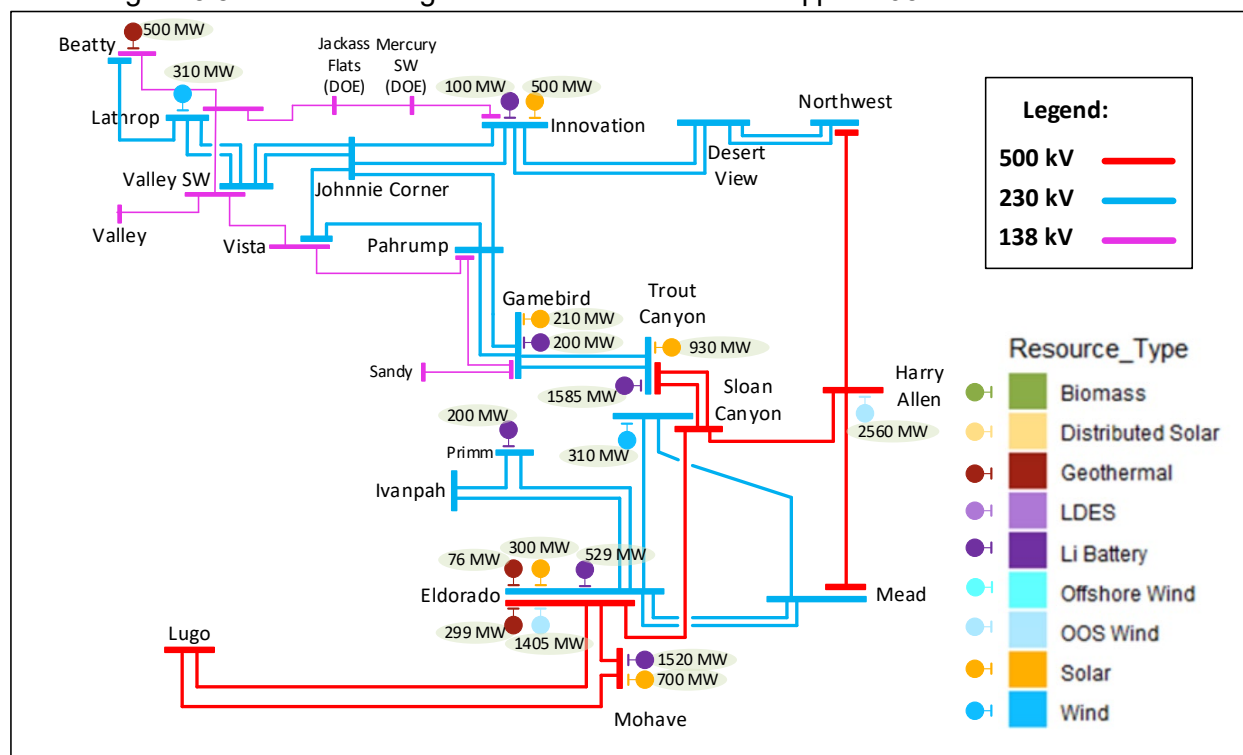 500 MW
Beatty
310 MW
Jackass
Flats
(DOE)
Mercury
SW
(DOE)
100 MW
500 MW
Northwest
Lathrop
Innovation
Desert
View
Valley SW
Johnnie Corner
Valley
Vista
Pahrump
Gamebird
Trout
Canyon
210 MW
200 MW
930 MW
Sandy
1585 MW
Sloan
Canyon
Harry
Allen
200 MW
310 MW
2560 MW
Primm
Ivanpah
76 MW
300 MW
529 MW
Eldorado
Mead
299 MW
1405 MW
Lugo
1520 MW
700 MW
Mohave
Legend:
500 kV
230 kV
138 kV
Resource_Type
Biomass
Distributed Solar
Geothermal
LDES
Li Battery
Offshore Wind
OOS Wind
Solar
Wind